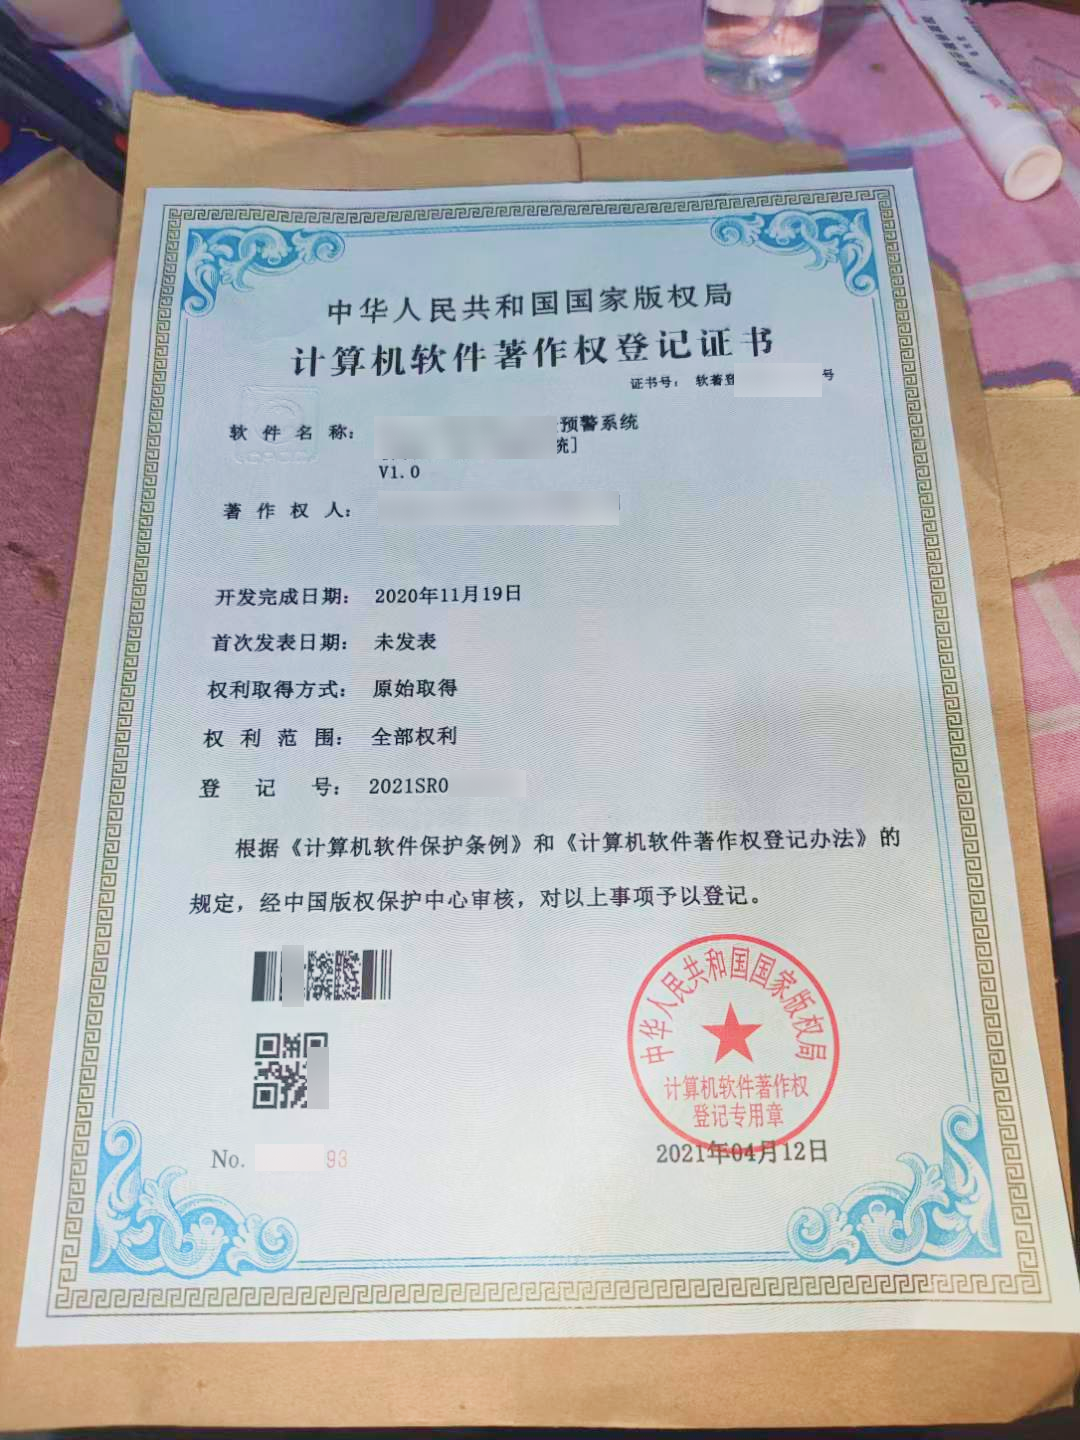 中华人民共和国国家版权局
计算机软件著作权登记证书
证书号： 软著登 号
软件名称： 预警系统
统]
V1.0
著作权人：
开发完成日期： 2020年11月19日
首次发表日期： 未发表
权利取得方式： 原始取得
权利范围： 全部权利
登记号： 2021SR0
根据《计算机软件保护条例》和《计算机软件著作权登记办法》的
规定，经中国版权保护中心审核，对以上事项予以登记。
中华人民共和国国家版权局
计算机软件著作权
登记专用章
No. 93
2021年04月12日